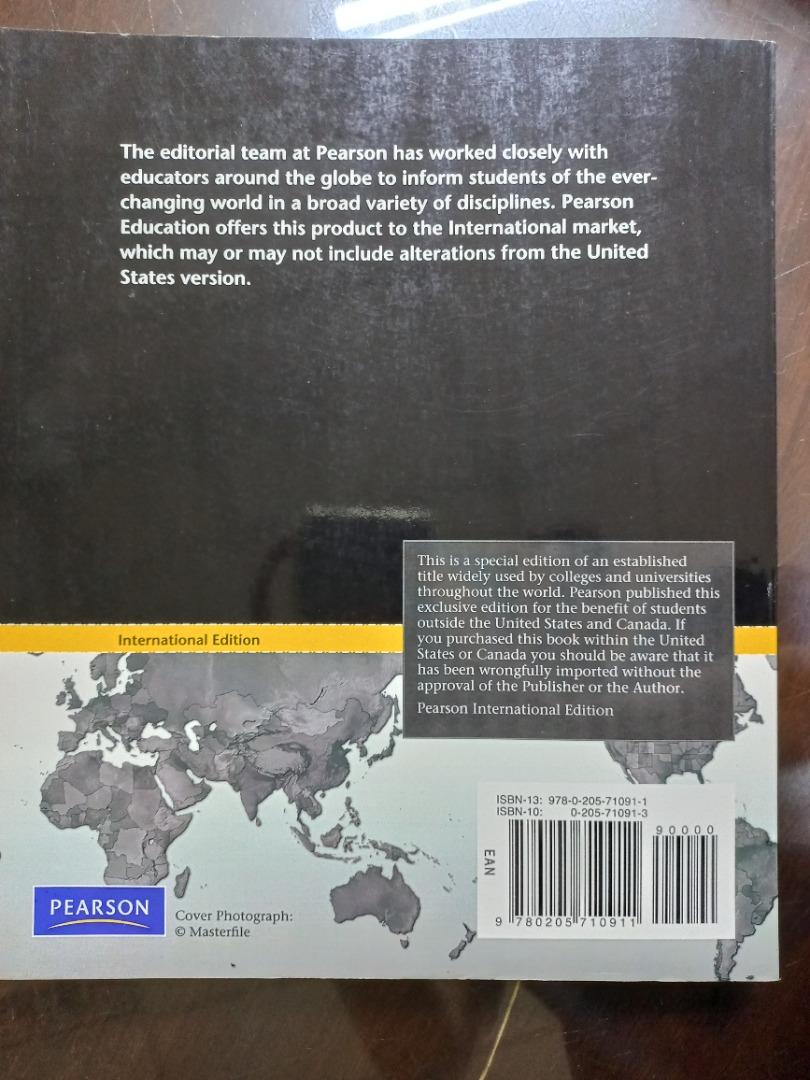 The editorial team at Pearson has worked closely with
educators around the globe to inform students of the ever-
changing world in a broad variety of disciplines. Pearson
Education offers this product to the International market,
which may or may not include alterations from the United
States version.
This is a special edition of an established
title widely used by colleges and universities
throughout the world. Pearson published this
exclusive edition for the benefit of students
outside the United States and Canada. If
you purchased this book within the United
States or Canada you should be aware that it
has been wrongfully imported without the
approval of the Publisher or the Author.
Pearson International Edition
International Edition
ISBN-13: 978-0-205-71091-1
ISBN-10: 0-205-71091-3
90000
EAN
9 780205 710911
PEARSON
Cover Photograph:
© Masterfile